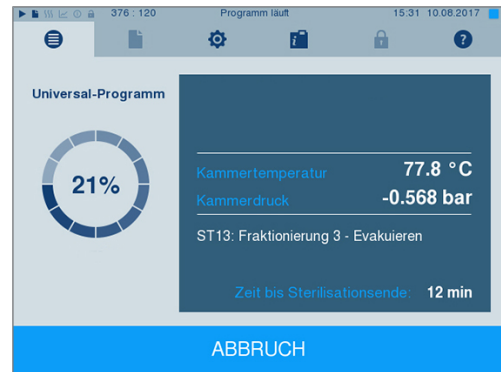 376 : 120 Programm läuft 15:31 10.08.2017
Universal-Programm
21%
Kammertemperatur 77.8 °C
Kammerdruck -0.568 bar
ST13: Fraktionierung 3 - Evakuieren
Zeit bis Sterilisationsende: 12 min
ABBRUCH